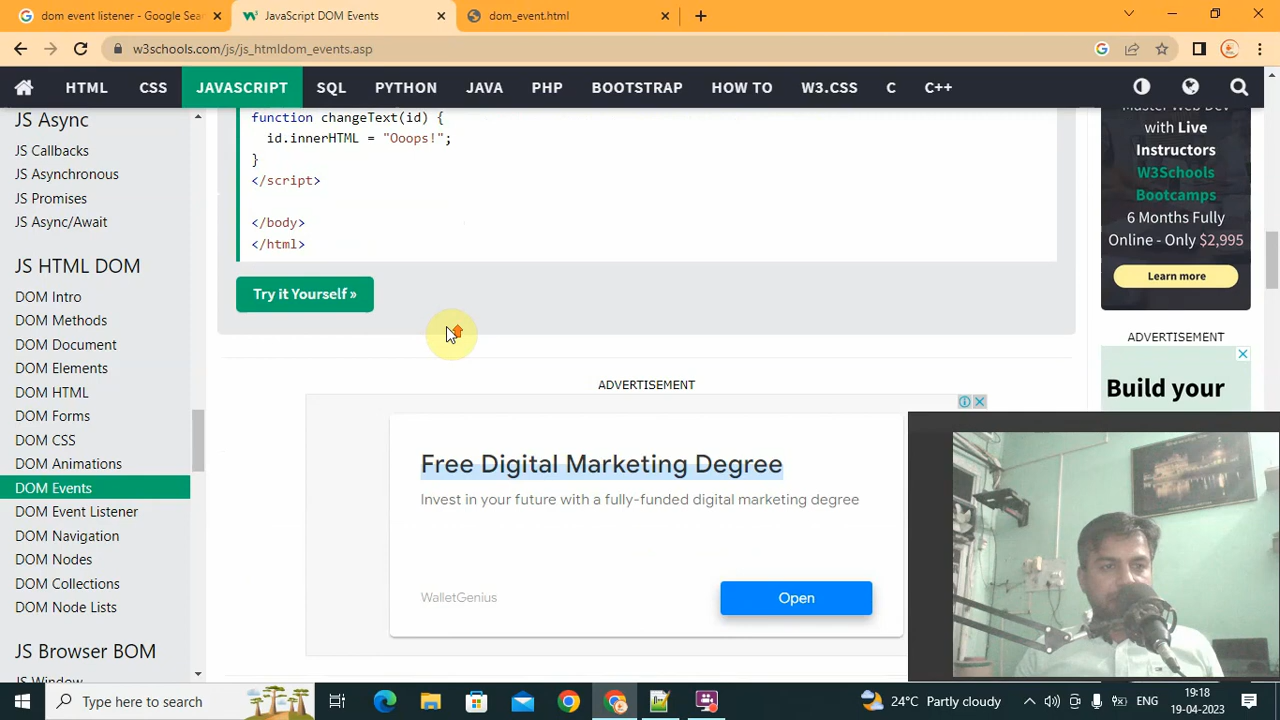 dom event listener - Google Sear
JavaScript DOM Events
dom_event.html
w3schools.com/js/js_htmldom_events.asp
HTML
CSS
JAVASCRIPT
SQL
PYTHON
JAVA
PHP
BOOTSTRAP
HOW TO
W3.CSS
C
C++
JS Async
JS Callbacks
JS Asynchronous
JS Promises
JS Async/Await
JS HTML DOM
DOM Intro
DOM Methods
DOM Document
DOM Elements
DOM HTML
DOM Forms
DOM CSS
DOM Animations
DOM Events
DOM Event Listener
DOM Navigation
DOM Nodes
DOM Collections
DOM Node Lists
JS Browser BOM
JS Window
function changeText(id) {
id.innerHTML = "Ooops!";
}
</script>
</body>
</html>
Try it Yourself »
ADVERTISEMENT
Free Digital Marketing Degree
Invest in your future with a fully-funded digital marketing degree
WalletGenius
Open
Master Web Dev
with Live
Instructors
W3Schools
Bootcamps
6 Months Fully
Online - Only $2,995
Learn more
ADVERTISEMENT
Build your
Type here to search
24°C Partly cloudy
ENG
19:18
19-04-2023